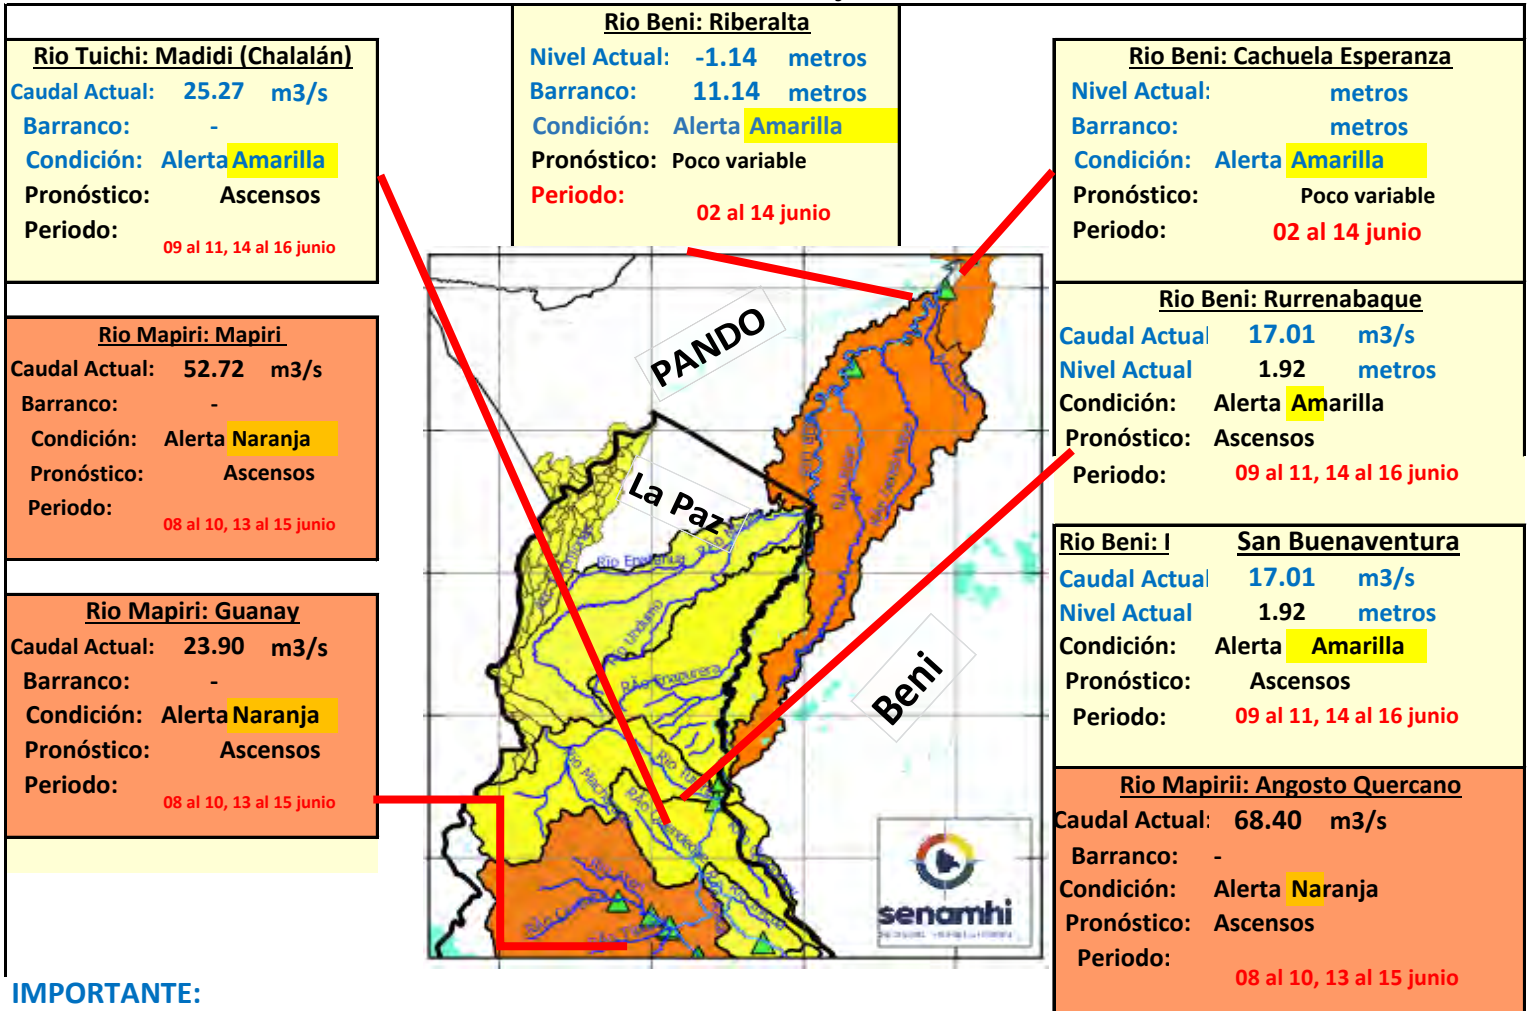 Rio Tuichi: Madidi (Chalalán)
Caudal Actual: 25.27 m3/s
Barranco: -
Condición: Alerta Amarilla
Pronóstico: Ascensos
Periodo:
09 al 11, 14 al 16 junio
Rio Mapiri: Mapiri
Caudal Actual: 52.72 m3/s
Barranco: -
Condición: Alerta Naranja
Pronóstico: Ascensos
Periodo:
08 al 10, 13 al 15 junio
Rio Mapiri: Guanay
Caudal Actual: 23.90 m3/s
Barranco: -
Condición: Alerta Naranja
Pronóstico: Ascensos
Periodo:
08 al 10, 13 al 15 junio
Rio Beni: Riberalta
Nivel Actual: -1.14 metros
Barranco: 11.14 metros
Condición: Alerta Amarilla
Pronóstico: Poco variable
Periodo:
02 al 14 junio
PANDO
La Paz
Beni
Rio Undumo
RÃo Enapurera
RÃo Quendeque
senamhi
Rio Beni: Cachuela Esperanza
Nivel Actual: metros
Barranco: metros
Condición: Alerta Amarilla
Pronóstico: Poco variable
Periodo: 02 al 14 junio
Rio Beni: Rurrenabaque
Caudal Actual 17.01 m3/s
Nivel Actual 1.92 metros
Condición: Alerta Amarilla
Pronóstico: Ascensos
Periodo: 09 al 11, 14 al 16 junio
Rio Beni: San Buenaventura
Caudal Actual 17.01 m3/s
Nivel Actual 1.92 metros
Condición: Alerta Amarilla
Pronóstico: Ascensos
Periodo: 09 al 11, 14 al 16 junio
Rio Mapirii: Angosto Quercano
Caudal Actual: 68.40 m3/s
Barranco: -
Condición: Alerta Naranja
Pronóstico: Ascensos
Periodo:
08 al 10, 13 al 15 junio
IMPORTANTE: